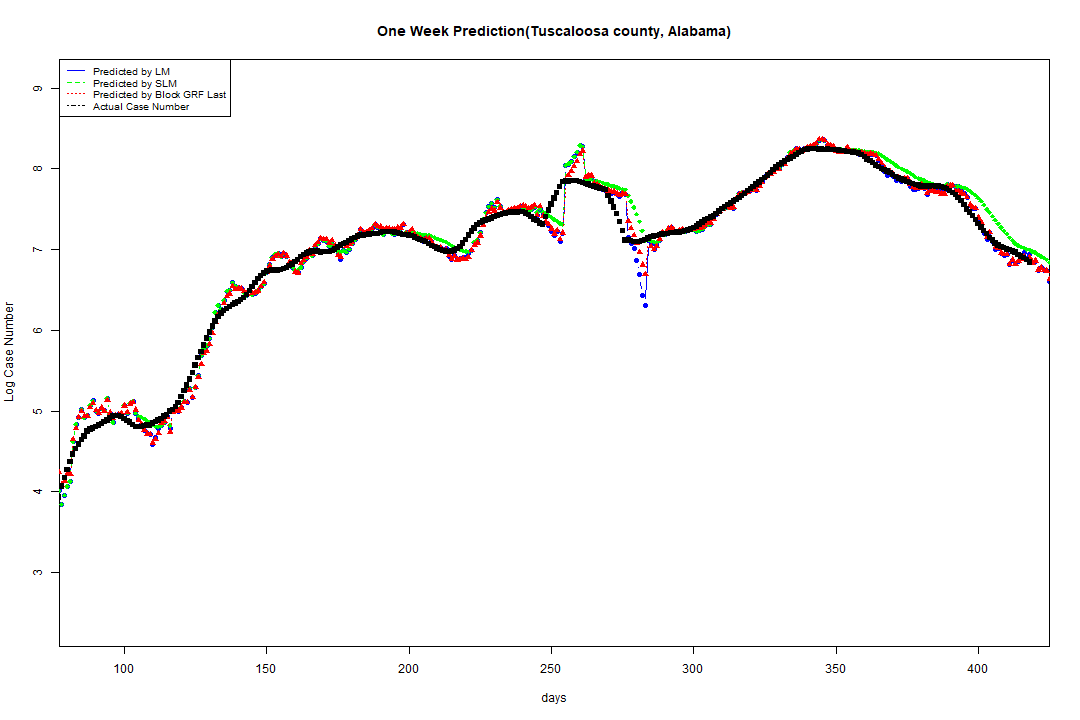 One Week Prediction(Tuscaloosa county, Alabama)
Predicted by LM
Predicted by SLM
Predicted by Block GRF Last
Actual Case Number
9
8
7
6
5
4
3
Log Case Number
100 150 200 250 300 350 400
days